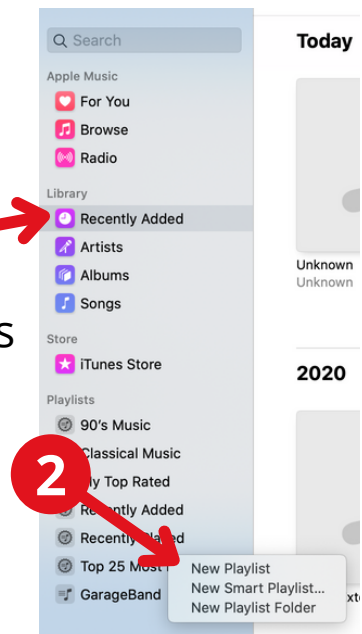 Search
Today
Apple Music
For You
Browse
Radio
Library
Recently Added
Artists
Unknown
Albums
Unknown
Songs
s
Store
iTunes Store
2020
Playlists
90's Music
Classical Music
2
My Top Rated
Recently Added
Recently Played
Top 25 Most
New Playlist
New Smart Playlist...
GarageBand
New Playlist Folder